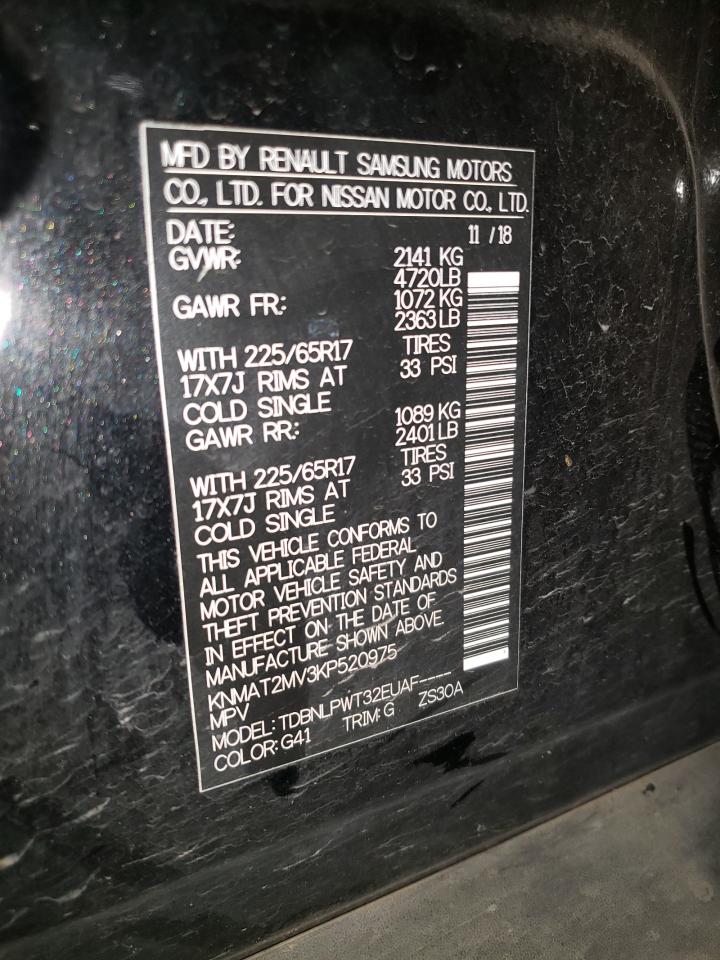 MFD BY RENAULT SAMSUNG MOTORS
CO., LTD. FOR NISSAN MOTOR CO., LTD.
DATE: 11 / 18
GVWR: 2141 KG
4720LB
GAWR FR: 1072 KG
2363 LB
WITH 225/65R17 TIRES
17X7J RIMS AT 33 PSI
COLD SINGLE
GAWR RR: 1089 KG
2401 LB
WITH 225/65R17 TIRES
17X7J RIMS AT 33 PSI
COLD SINGLE
THIS VEHICLE CONFORMS TO
ALL APPLICABLE FEDERAL
MOTOR VEHICLE SAFETY AND
THEFT PREVENTION STANDARDS
IN EFFECT ON THE DATE OF
MANUFACTURE SHOWN ABOVE.
KNMAT2MV3KP520975
MPV
MODEL: TDBNLPWT32EUAF----
COLOR: G41 TRIM: G ZS30A